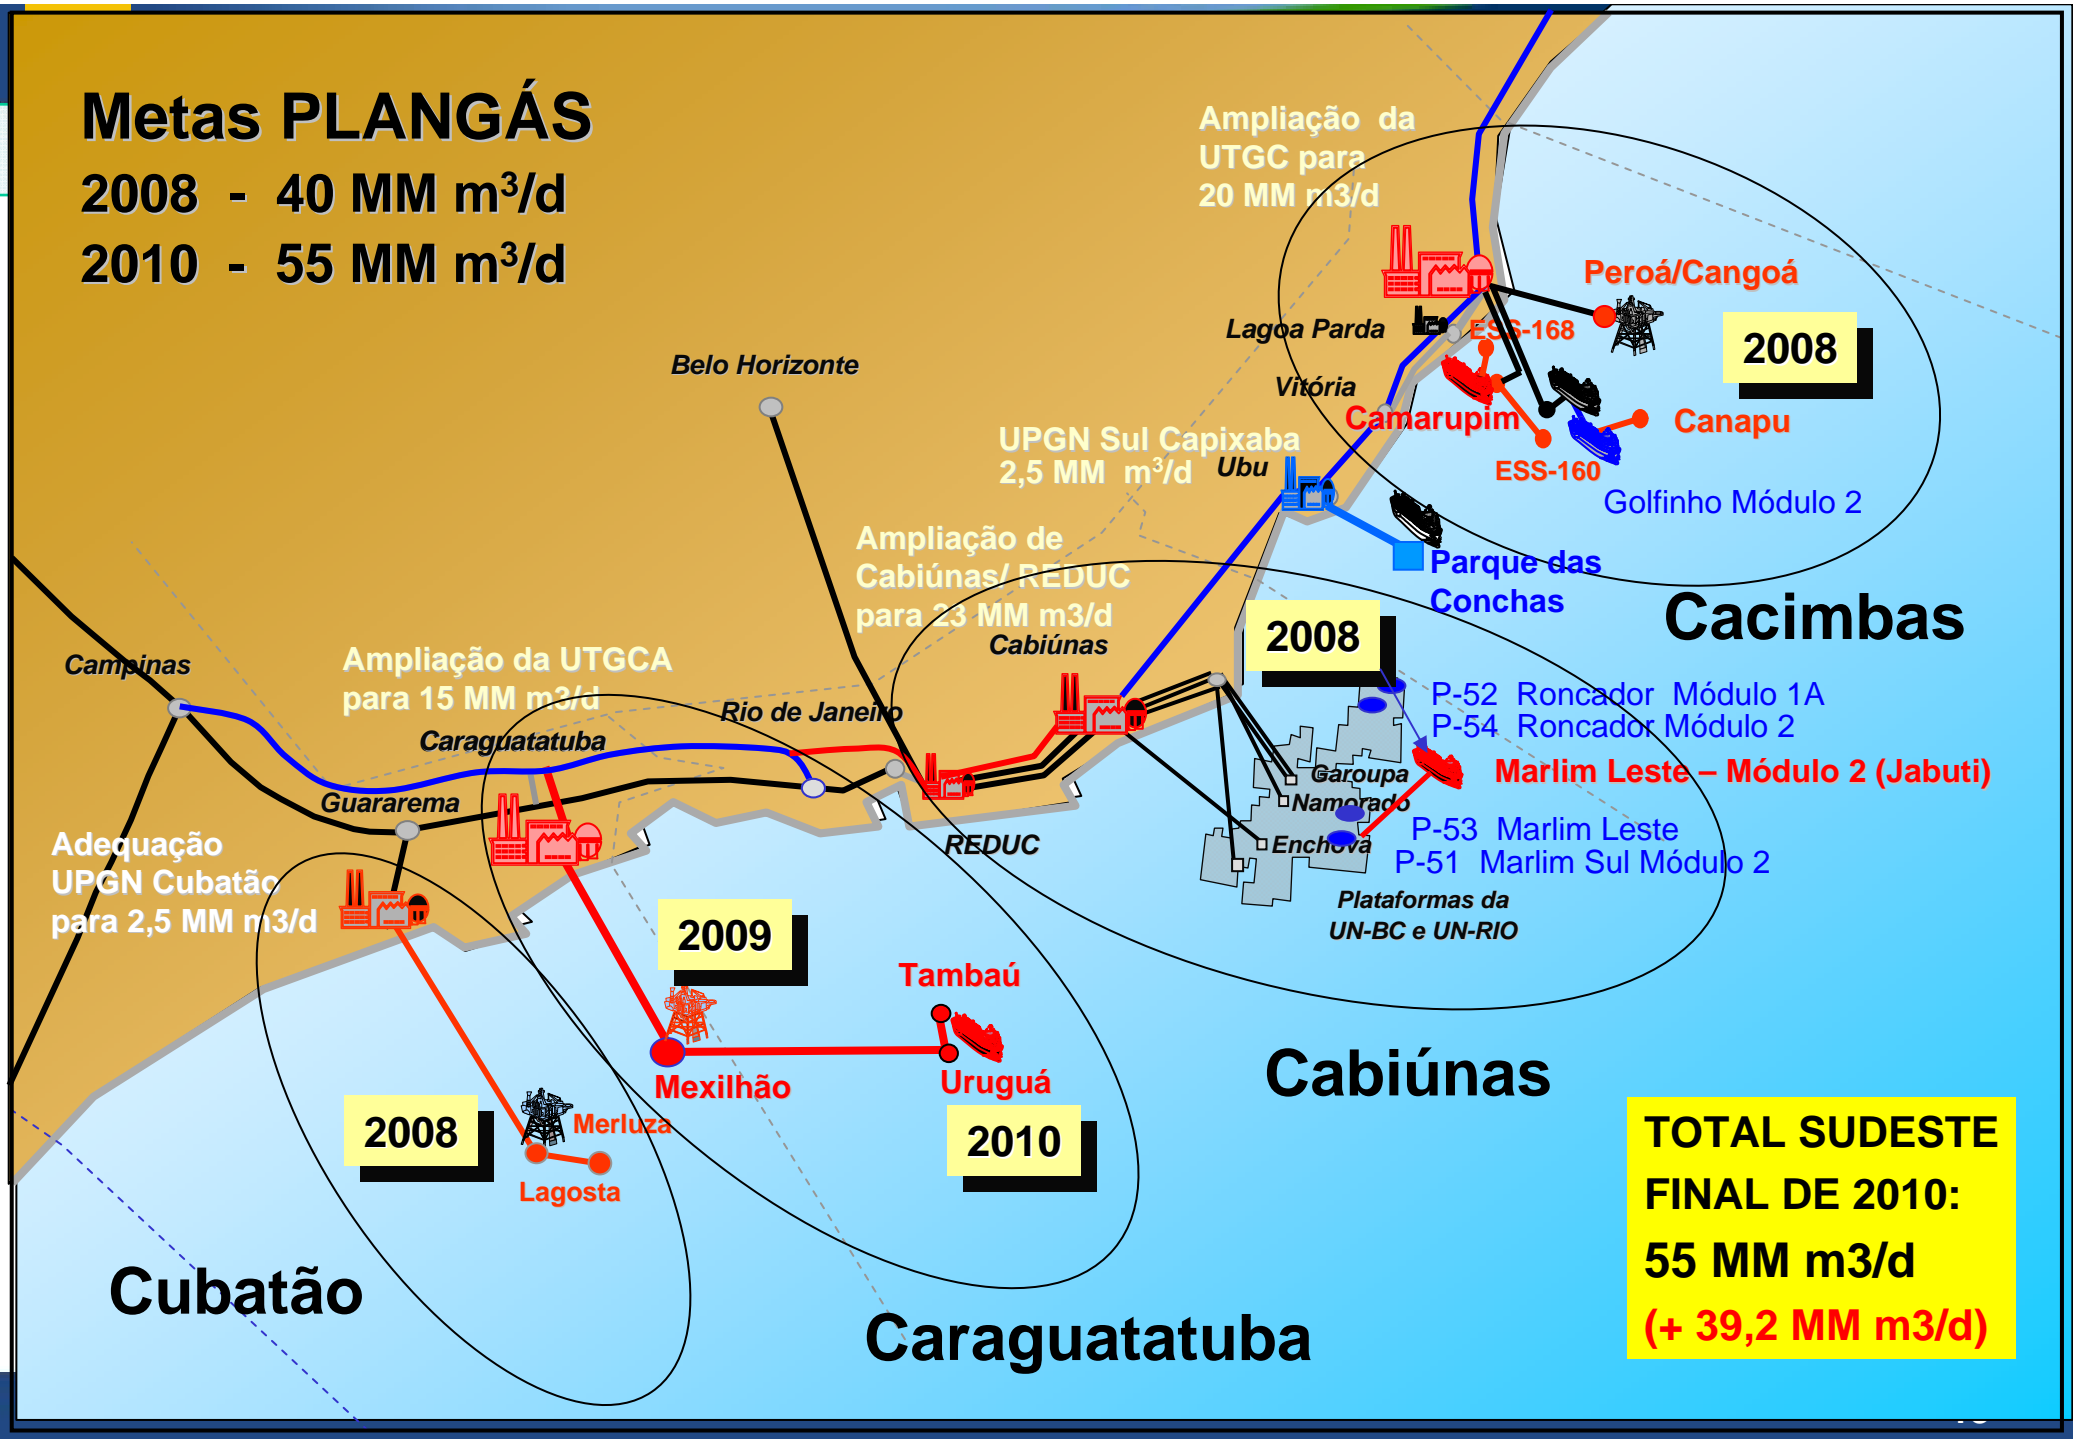 Metas PLANGÁS
2008 - 40 MM m³/d
2010 - 55 MM m³/d
Ampliação da
UTGC para
20 MM m3/d
Peroá/Cangoá
Lagoa Parda
ESS-168
2008
Belo Horizonte
Vitória
Camarupim
Canapu
UPGN Sul Capixaba
2,5 MM m³/d
Ubu
ESS-160
Golfinho Módulo 2
Ampliação de
Cabiúnas/ REDUC
para 23 MM m3/d
Parque das
Conchas
Cacimbas
Cabiúnas
2008
Campinas
Ampliação da UTGCA
para 15 MM m3/d
Rio de Janeiro
Caraguatatuba
P-52 Roncador Módulo 1A
P-54 Roncador Módulo 2
Marlim Leste – Módulo 2 (Jabuti)
Garoupa
Namorado
Enchova
P-53 Marlim Leste
P-51 Marlim Sul Módulo 2
Plataformas da
UN-BC e UN-RIO
Guararema
REDUC
Adequação
UPGN Cubatão
para 2,5 MM m3/d
2009
Tambaú
Mexilhão
Uruguá
Cabiúnas
2008
Merluza
Lagosta
2010
TOTAL SUDESTE
FINAL DE 2010:
55 MM m3/d
(+ 39,2 MM m3/d)
Cubatão
Caraguatatuba